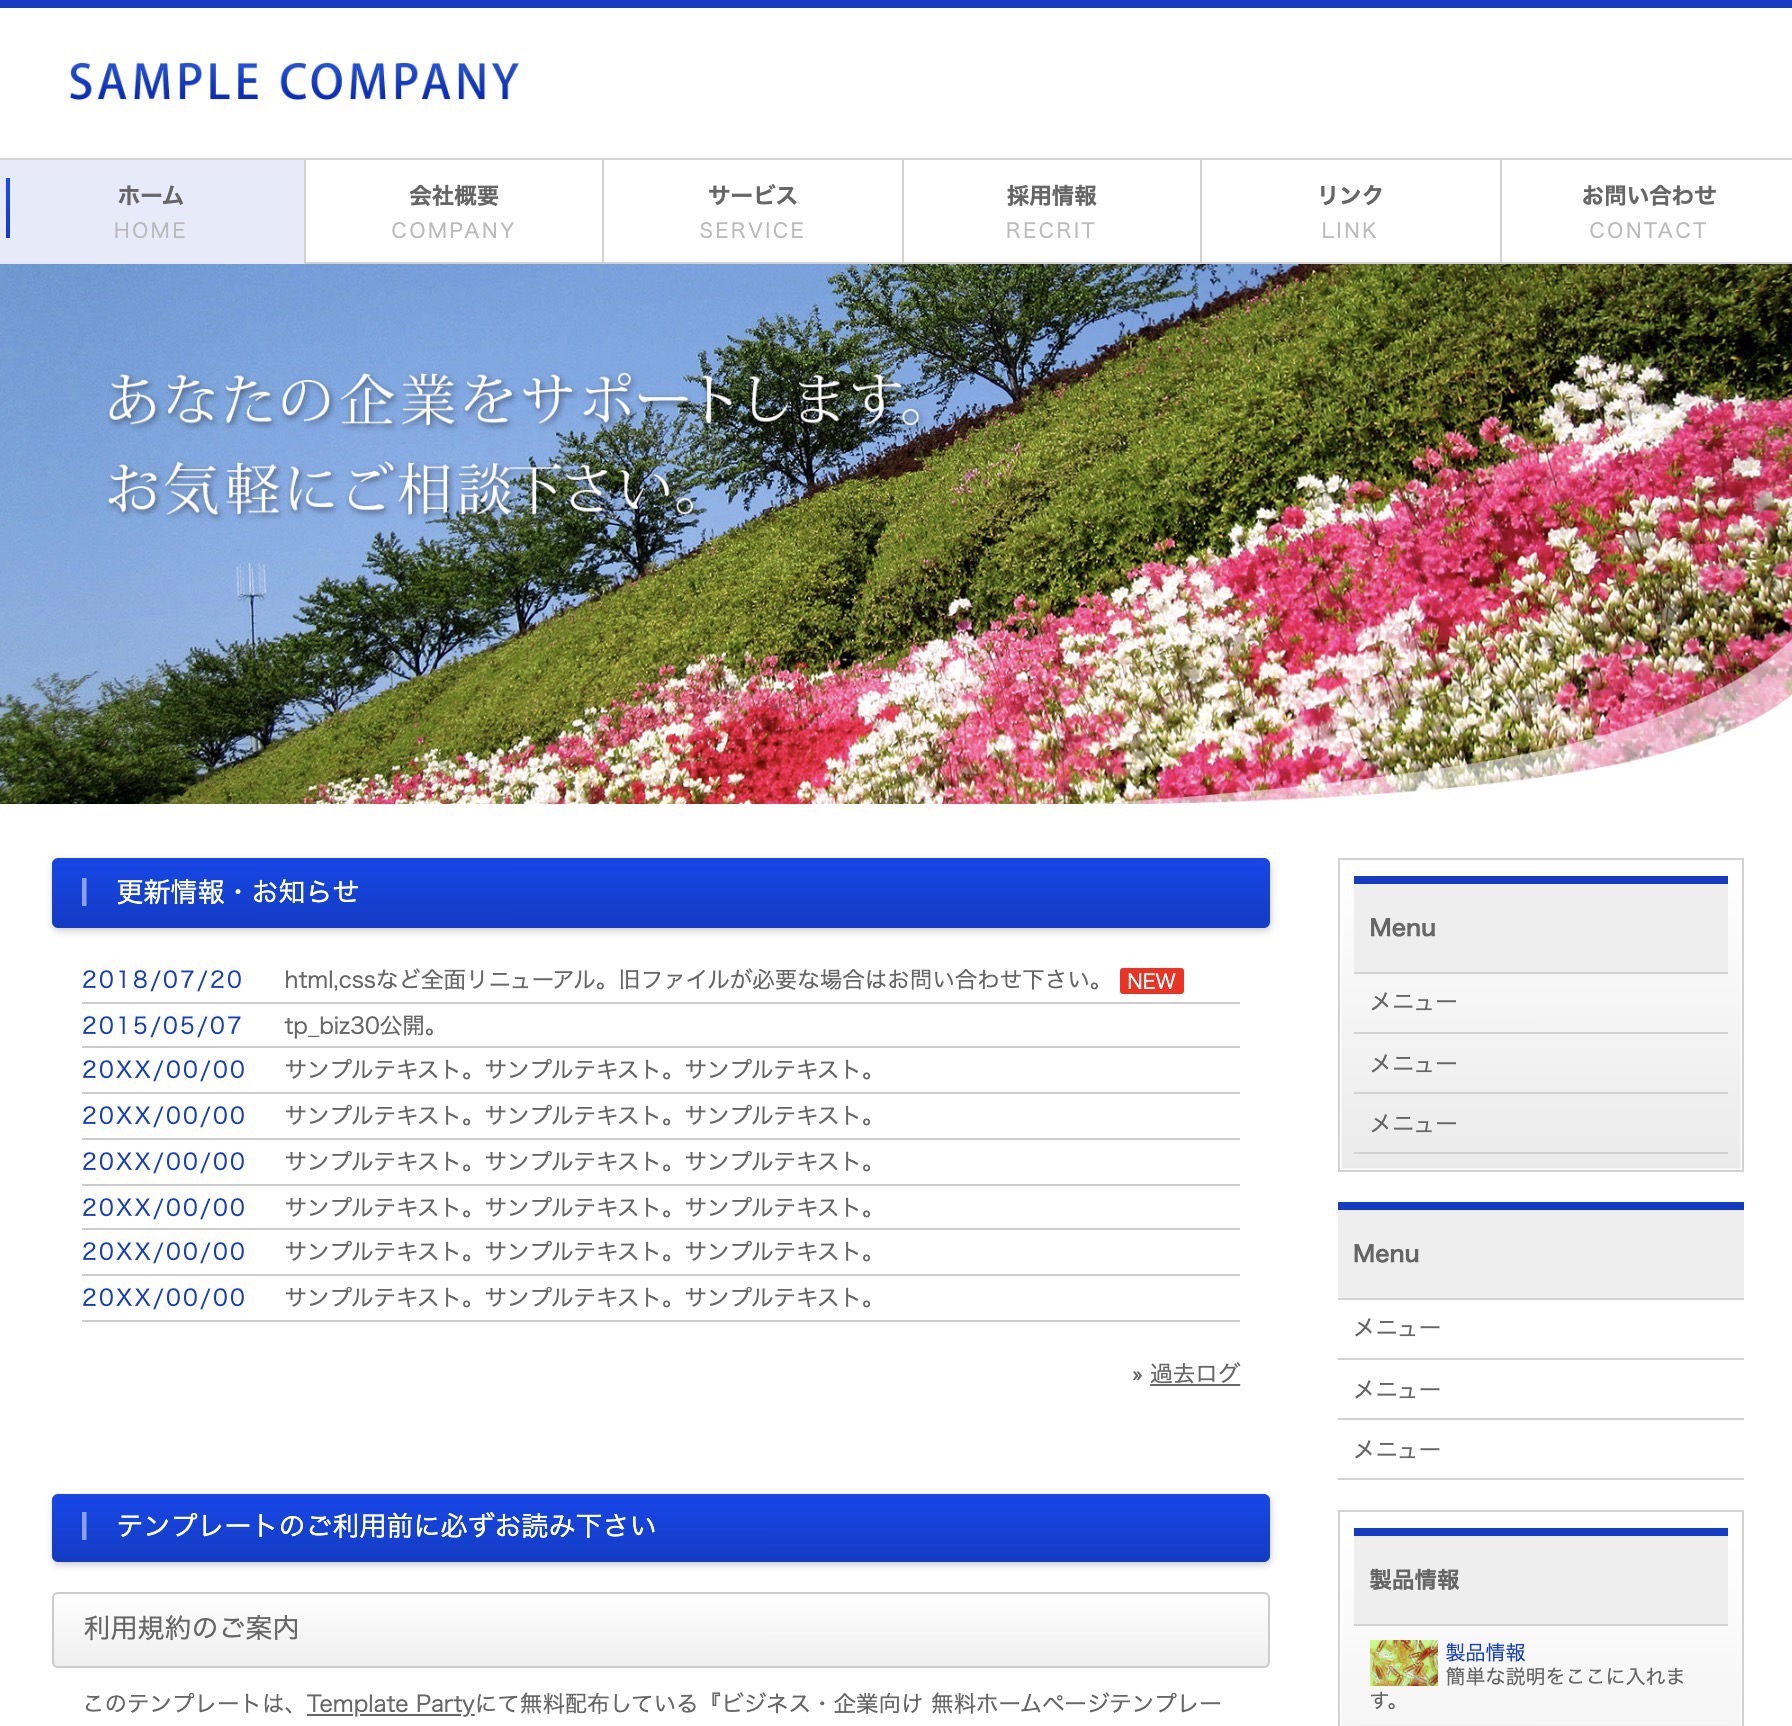 SAMPLE COMPANY
ホーム
HOME
会社概要
COMPANY
サービス
SERVICE
採用情報
RECRIT
リンク
LINK
お問い合わせ
CONTACT
あなたの企業をサポートします。
お気軽にご相談下さい。
更新情報・お知らせ
2018/07/20 html,cssなど全面リニューアル。旧ファイルが必要な場合はお問い合わせ下さい。 NEW
2015/05/07 tp_biz30公開。
20XX/00/00 サンプルテキスト。サンプルテキスト。サンプルテキスト。
20XX/00/00 サンプルテキスト。サンプルテキスト。サンプルテキスト。
20XX/00/00 サンプルテキスト。サンプルテキスト。サンプルテキスト。
20XX/00/00 サンプルテキスト。サンプルテキスト。サンプルテキスト。
20XX/00/00 サンプルテキスト。サンプルテキスト。サンプルテキスト。
20XX/00/00 サンプルテキスト。サンプルテキスト。サンプルテキスト。
» 過去ログ
テンプレートのご利用前に必ずお読み下さい
利用規約のご案内
このテンプレートは、Template Partyにて無料配布している『ビジネス・企業向け 無料ホームページテンプレー
Menu
メニュー
メニュー
メニュー
Menu
メニュー
メニュー
メニュー
製品情報
製品情報
簡単な説明をここに入れま
す。